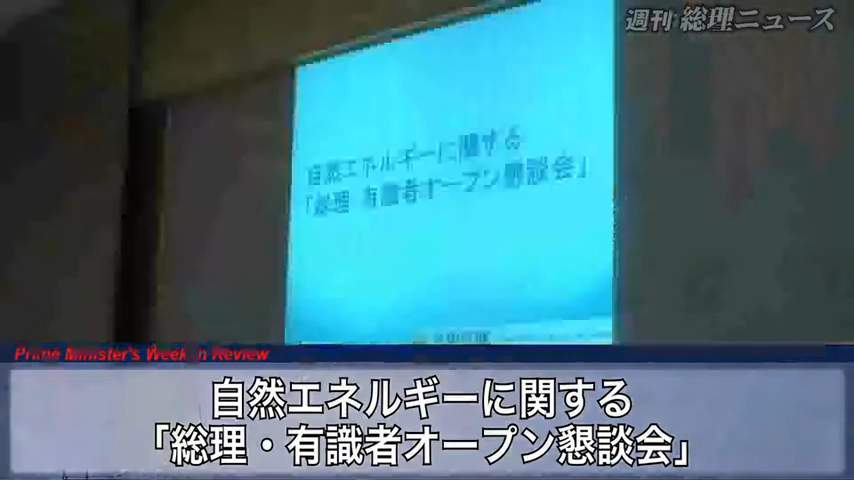 週刊 総理ニュース
自然エネルギーに関する
「総理・有識者オープン懇談会」
Prime Minister's Week in Review
自然エネルギーに関する
「総理・有識者オープン懇談会」